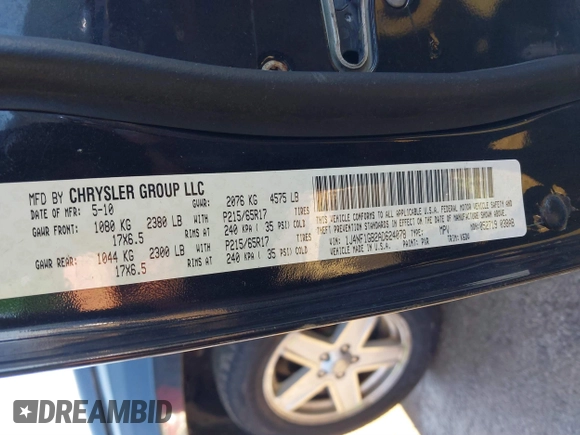 MFD BY CHRYSLER GROUP LLC
DATE OF MFR 5-10 GVWR: 2076 KG 4575 LB
GAWR FRONT: 1080 KG 2380 LB TIRES P215/65R17
17X6.5 RIMS AT 240 KPA ( 35 PSI) COLD
GAWR REAR: 1044 KG 2300 LB TIRES P215/65R17
17X6.5 RIMS AT 240 KPA ( 35 PSI) COLD
THIS VEHICLE CONFORMS TO ALL APPLICABLE U.S.A. FEDERAL MOTOR VEHICLE SAFETY AND
THEFT PREVENTION STANDARDS IN EFFECT ON THE DATE OF MANUFACTURE SHOWN ABOVE.
VIN: TYPE: MPV
VEHICLE MADE IN U.S.A. PAINT: TRIM:
DREAMBID